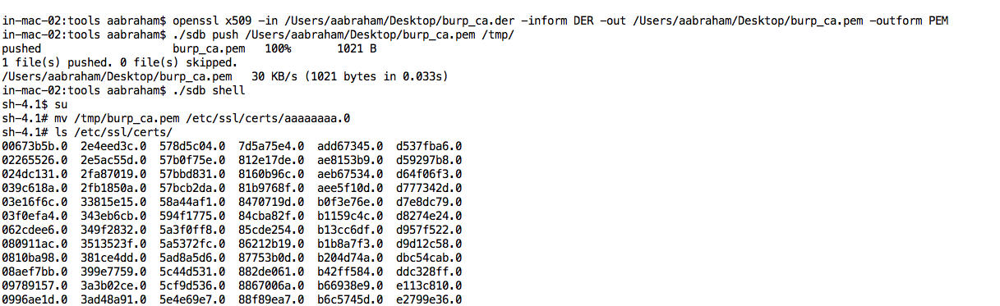 in-mac-02:tools aabraham$ openssl x509 -in /Users/aabraham/Desktop/burp_ca.der -inform DER -out /Users/aabraham/Desktop/burp_ca.pem -outform PEM
in-mac-02:tools aabraham$ ./sdb push /Users/aabraham/Desktop/burp_ca.pem /tmp/
pushed                   burp_ca.pem   100%       1021 B
1 file(s) pushed. 0 file(s) skipped.
/Users/aabraham/Desktop/burp_ca.pem   30 KB/s (1021 bytes in 0.033s)
in-mac-02:tools aabraham$ ./sdb shell
sh-4.1$ su
sh-4.1# mv /tmp/burp_ca.pem /etc/ssl/certs/aaaaaaaa.0
sh-4.1# ls /etc/ssl/certs/
00673b5b.0  2e4eed3c.0  578d5c04.0  7d5a75e4.0  add67345.0  d537fba6.0
02265526.0  2e5ac55d.0  57b0f75e.0  812e17de.0  ae8153b9.0  d59297b8.0
024dc131.0  2fa87019.0  57bbd831.0  8160b96c.0  aeb67534.0  d64f06f3.0
039c618a.0  2fb1850a.0  57bcb2da.0  81b9768f.0  aee5f10d.0  d777342d.0
03e16f6c.0  33815e15.0  58a44af1.0  8470719d.0  b0f3e76e.0  d7e8dc79.0
03f0efa4.0  343eb6cb.0  594f1775.0  84cba82f.0  b1159c4c.0  d8274e24.0
062cdee6.0  349f2832.0  5a3f0ff8.0  85cde254.0  b13cc6df.0  d957f522.0
080911ac.0  3513523f.0  5a5372fc.0  86212b19.0  b1b8a7f3.0  d9d12c58.0
0810ba98.0  381ce4dd.0  5ad8a5d6.0  87753b0d.0  b204d74a.0  dbc54cab.0
08aef7bb.0  399e7759.0  5c44d531.0  882de061.0  b42ff584.0  ddc328ff.0
09789157.0  3a3b02ce.0  5cf9d536.0  8867006a.0  b66938e9.0  e113c810.0
0996ae1d.0  3ad48a91.0  5e4e69e7.0  88f89ea7.0  b6c5745d.0  e2799e36.0